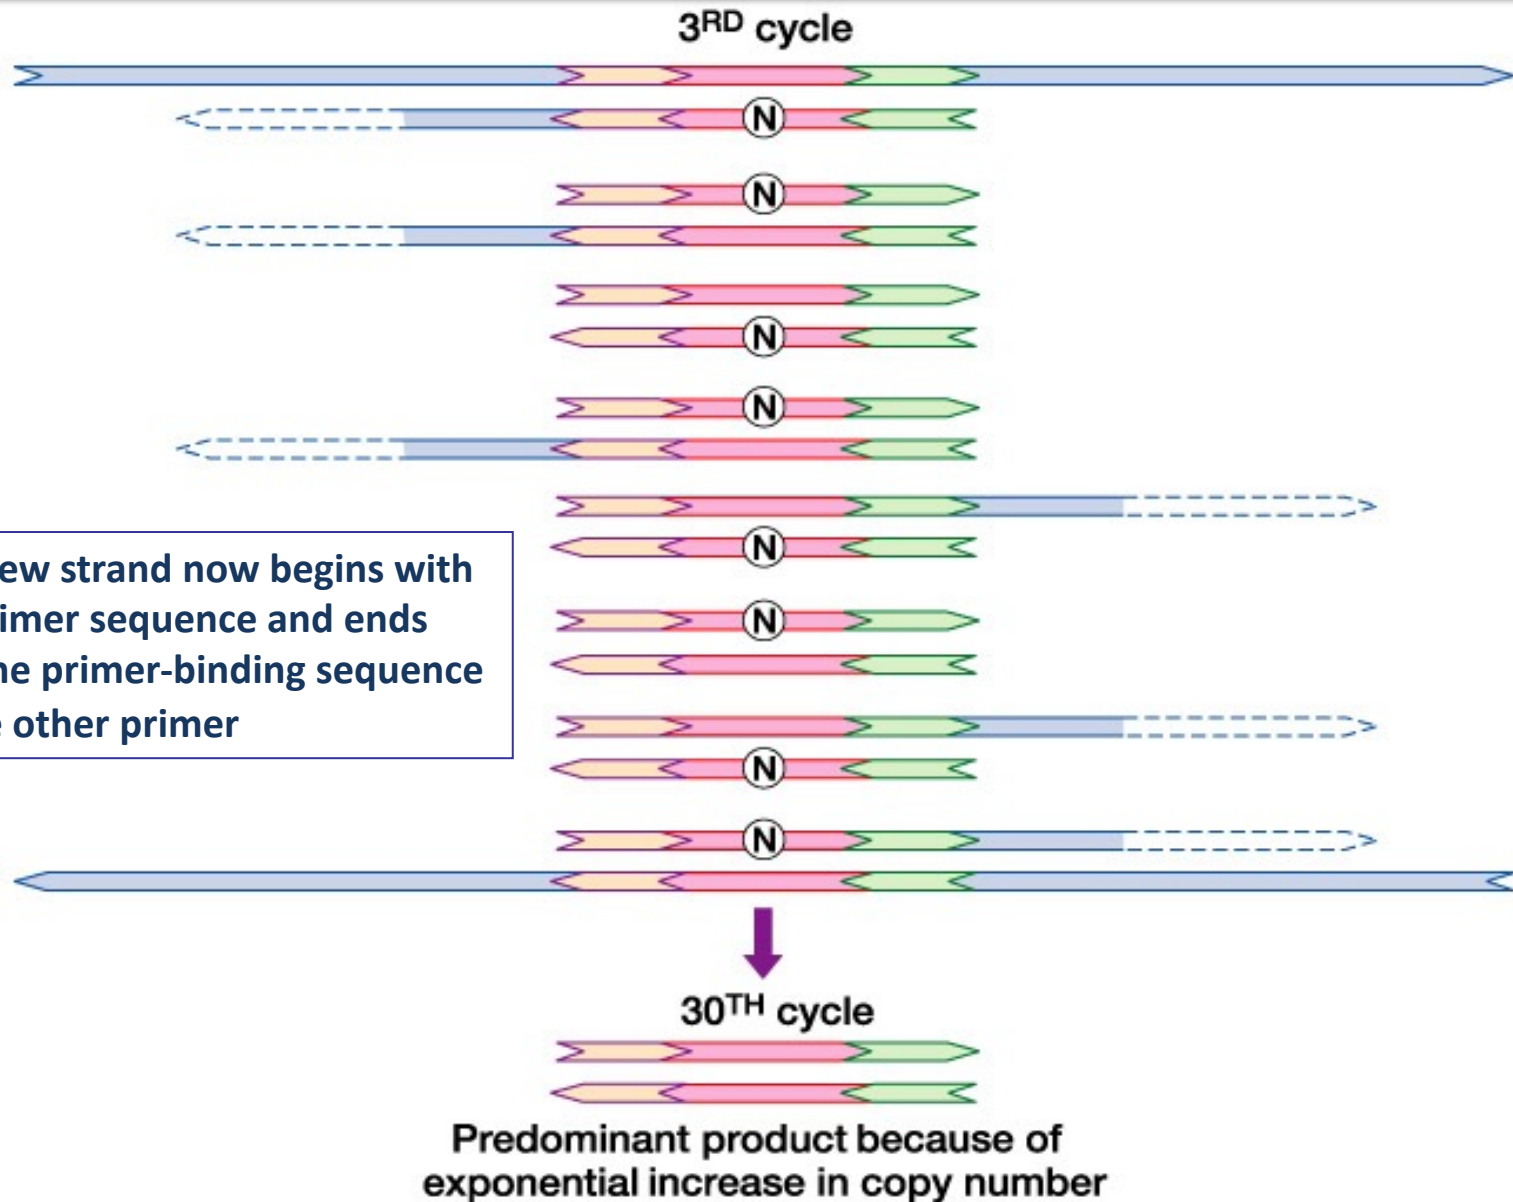 3RD cycle
N
N
N
N
N
ew strand now begins with
imer sequence and ends
ne primer-binding sequence
e other primer
N
N
N
30TH cycle
Predominant product because of
exponential increase in copy number